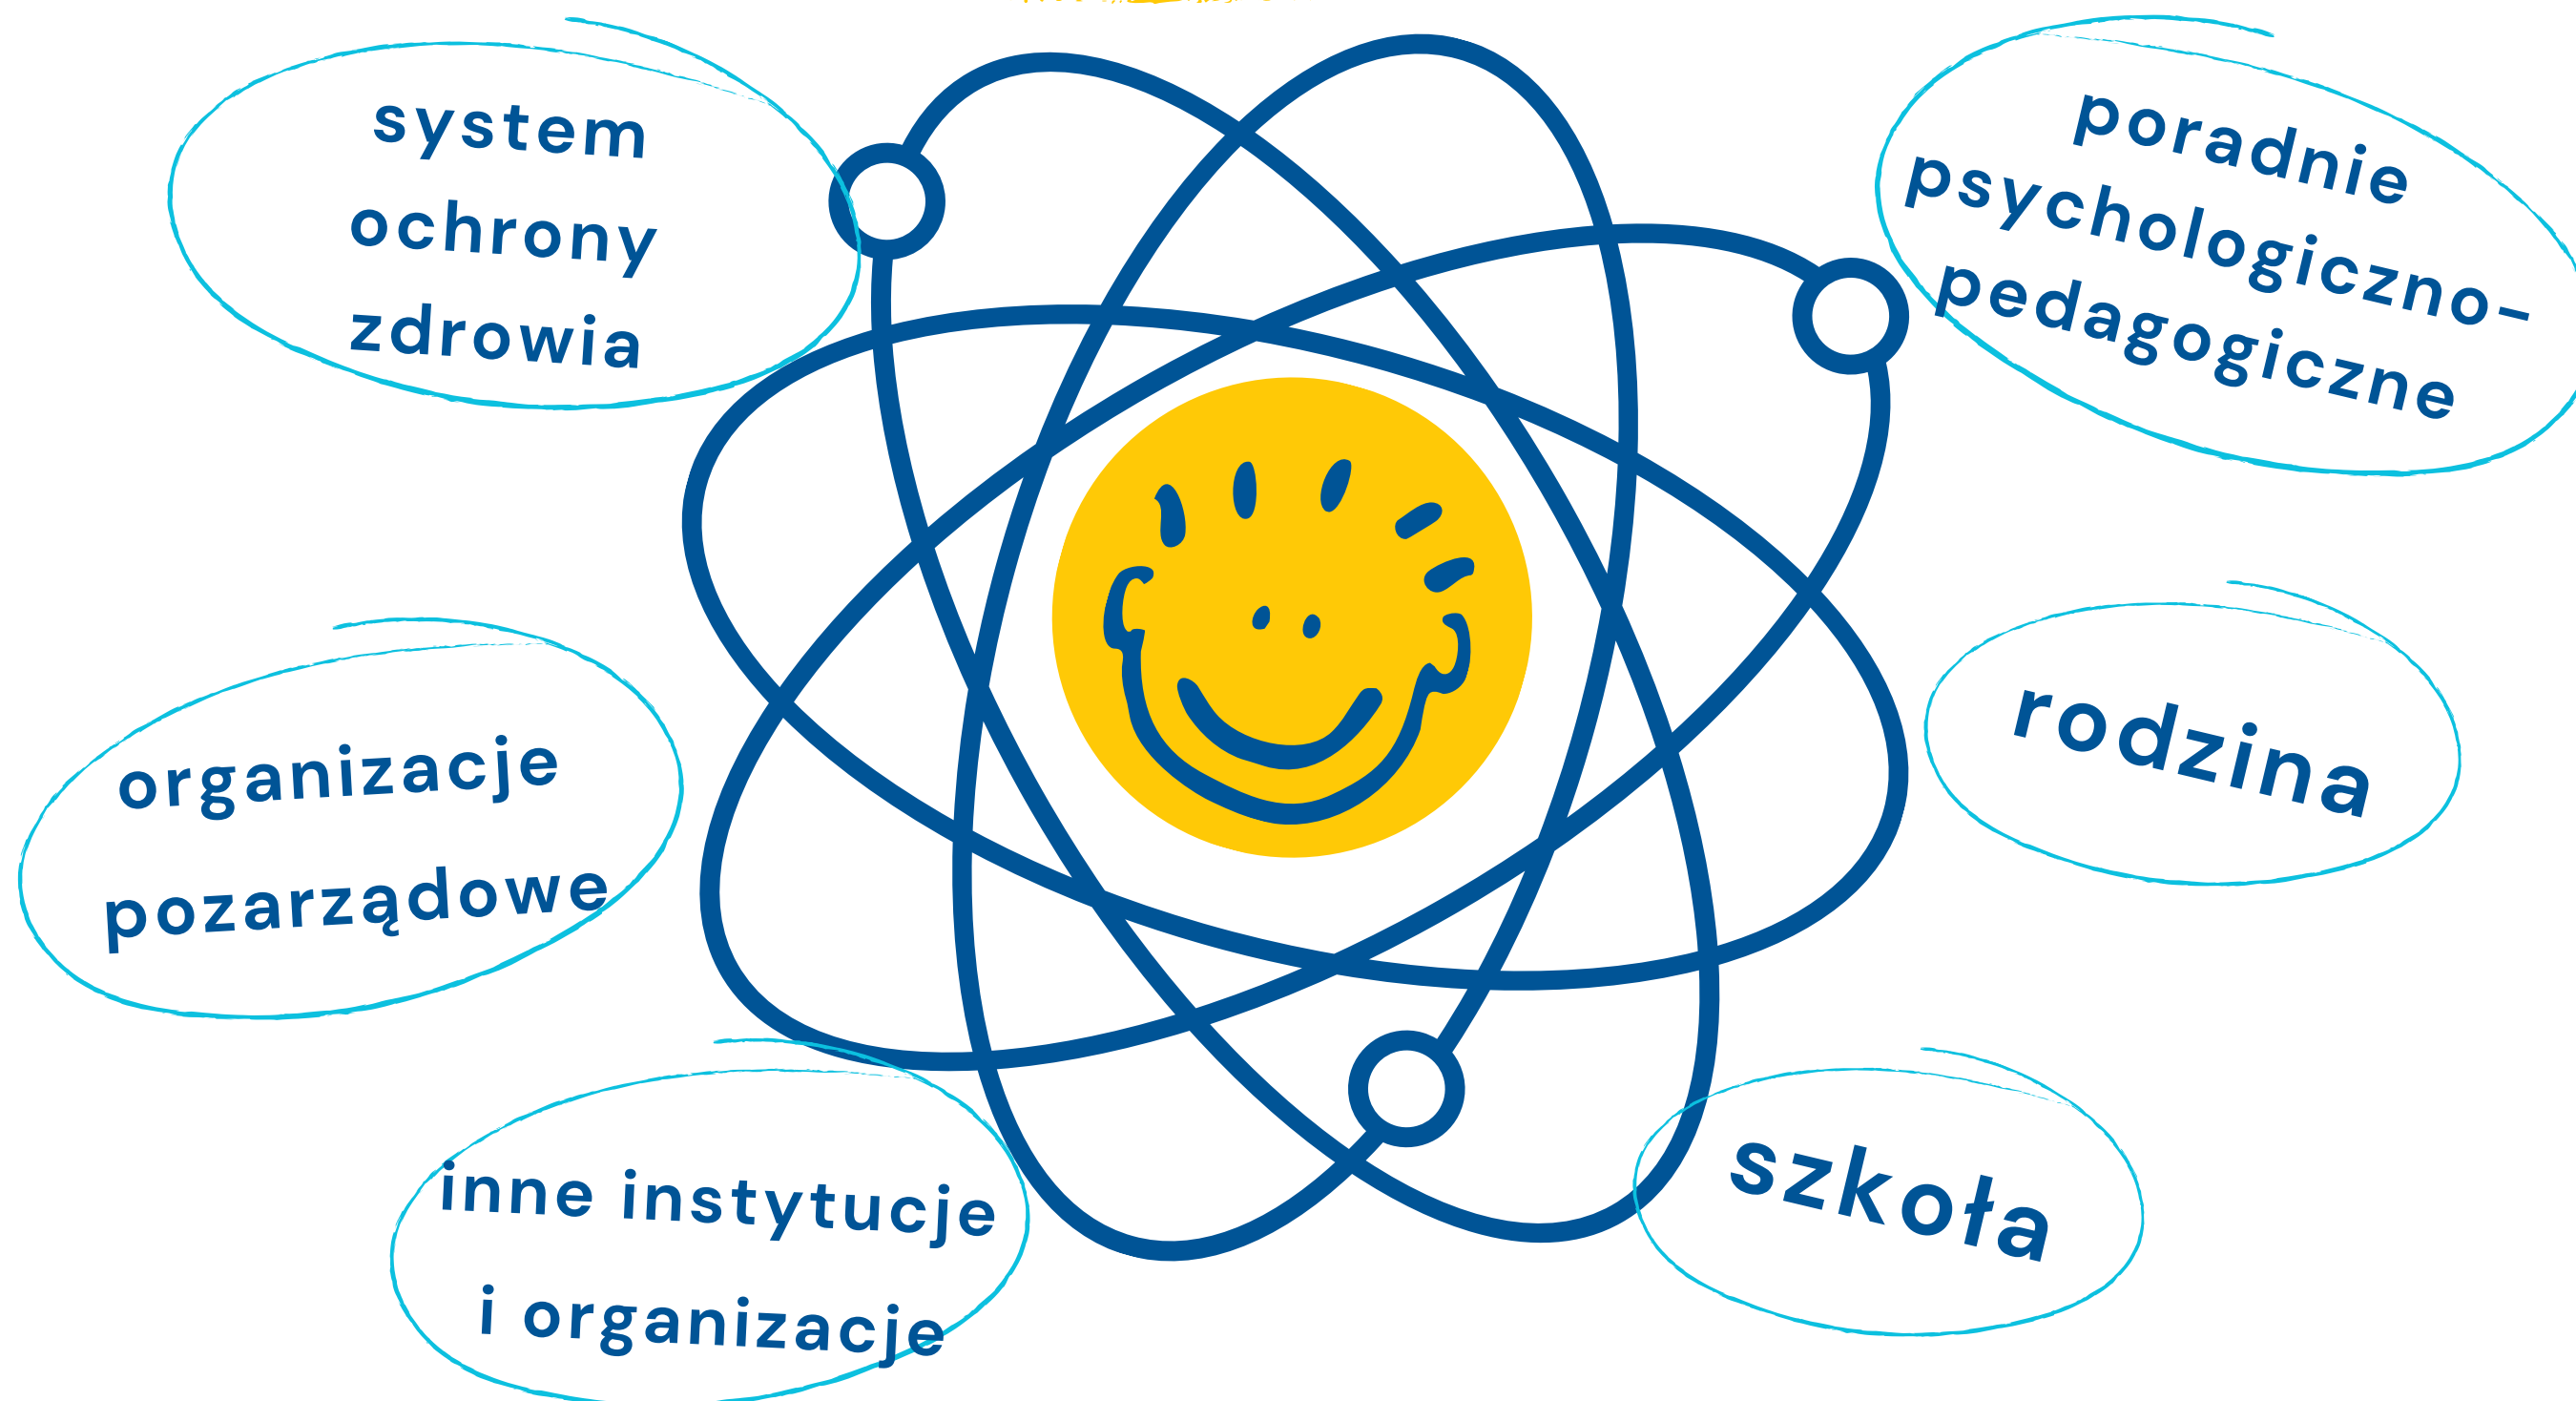 system
ochrony
zdrowia
poradnie
psychologiczno-
pedagogiczne
organizacje
pozarządowe
rodzina
inne instytucje
i organizacje
szkoła